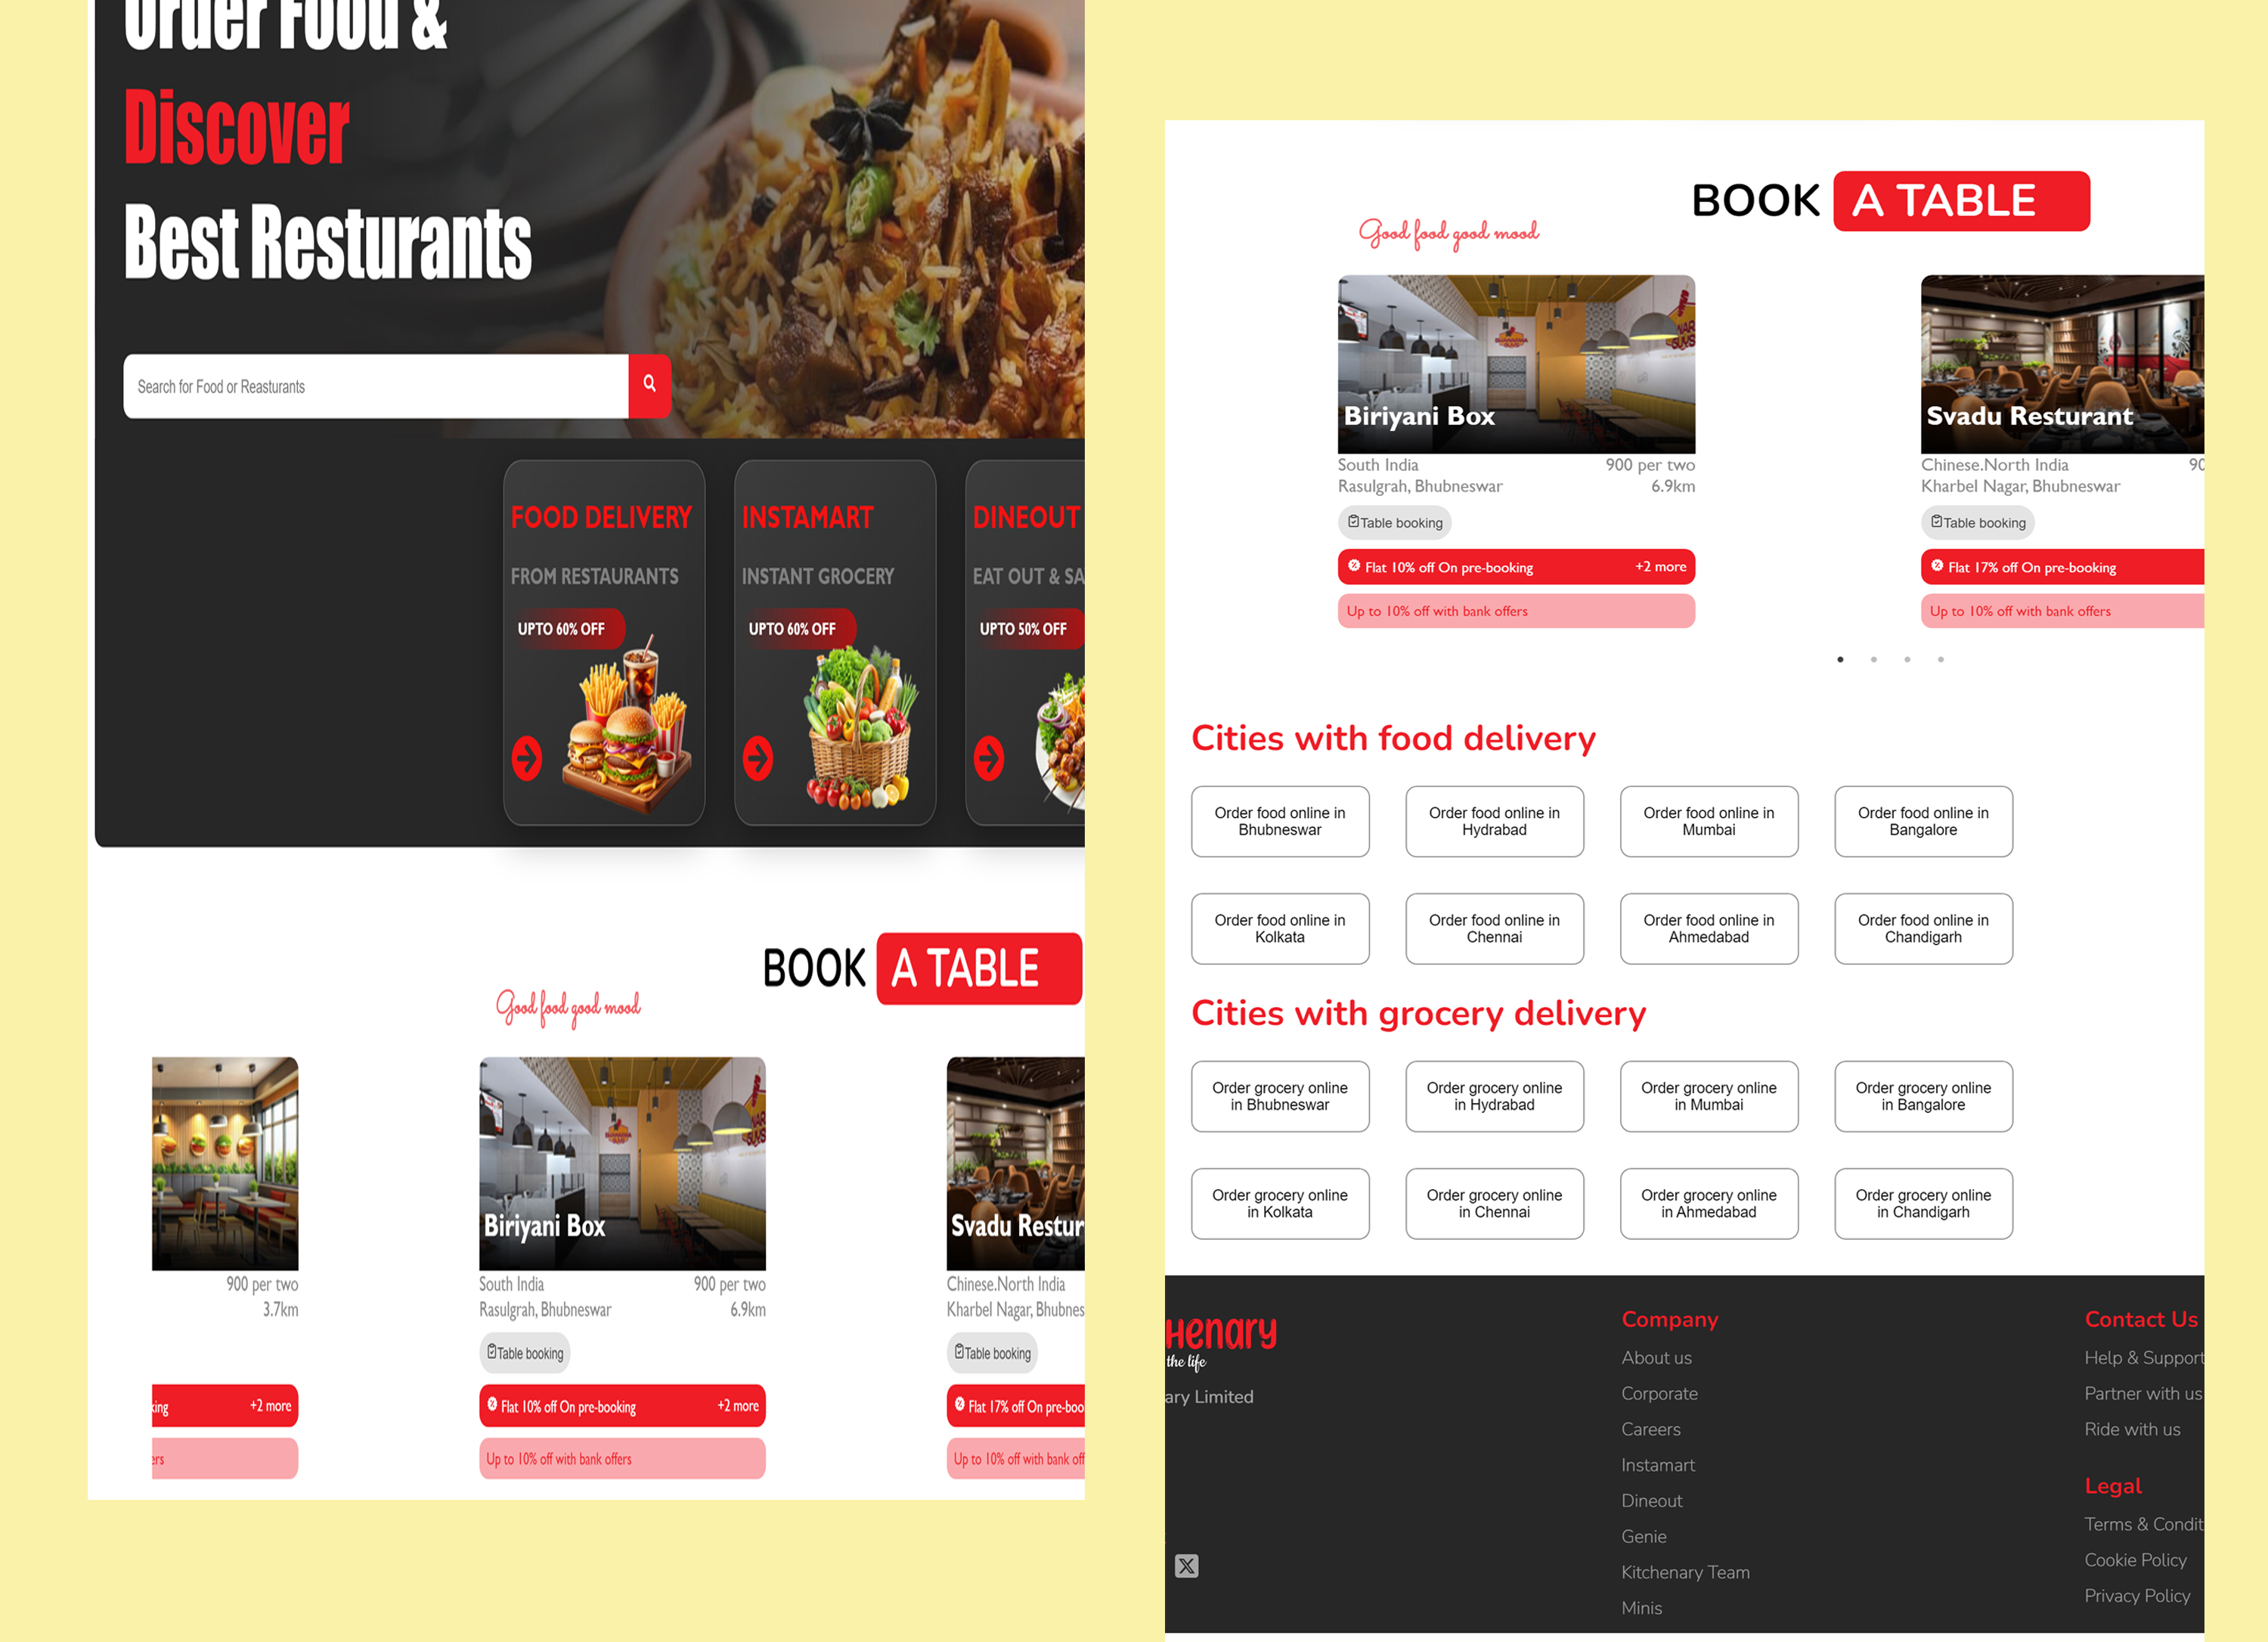 Order Food &
Discover
Best Resturants
Search for Food or Reasturants
FOOD DELIVERY
FROM RESTAURANTS
UPTO 60% OFF
INSTAMART
INSTANT GROCERY
UPTO 60% OFF
DINEOUT
EAT OUT & SA
UPTO 50% OFF
BOOK A TABLE
Good food good mood
900 per two
3.7km
+2 more
Biriyani Box
South India 900 per two
Rasulgrah, Bhubneswar 6.9km
Table booking
Flat 10% off On pre-booking +2 more
Up to 10% off with bank offers
Svadu Restur
Chinese.North India
Kharbel Nagar, Bhubnes
Table booking
Flat 17% off On pre-boo
Up to 10% off with bank off
BOOK A TABLE
Good food good mood
Biriyani Box
South India 900 per two
Rasulgrah, Bhubneswar 6.9km
Table booking
Flat 10% off On pre-booking +2 more
Up to 10% off with bank offers
Svadu Resturant
Chinese.North India 90
Kharbel Nagar, Bhubneswar
Table booking
Flat 17% off On pre-booking
Up to 10% off with bank offers
Cities with food delivery
Order food online in
Bhubneswar
Order food online in
Hydrabad
Order food online in
Mumbai
Order food online in
Bangalore
Order food online in
Kolkata
Order food online in
Chennai
Order food online in
Ahmedabad
Order food online in
Chandigarh
Cities with grocery delivery
Order grocery online
in Bhubneswar
Order grocery online
in Hydrabad
Order grocery online
in Mumbai
Order grocery online
in Bangalore
Order grocery online
in Kolkata
Order grocery online
in Chennai
Order grocery online
in Ahmedabad
Order grocery online
in Chandigarh
Henary
the life
ary Limited
Company
About us
Corporate
Careers
Instamart
Dineout
Genie
Kitchenary Team
Minis
Contact Us
Help & Support
Partner with us
Ride with us
Legal
Terms & Condit
Cookie Policy
Privacy Policy